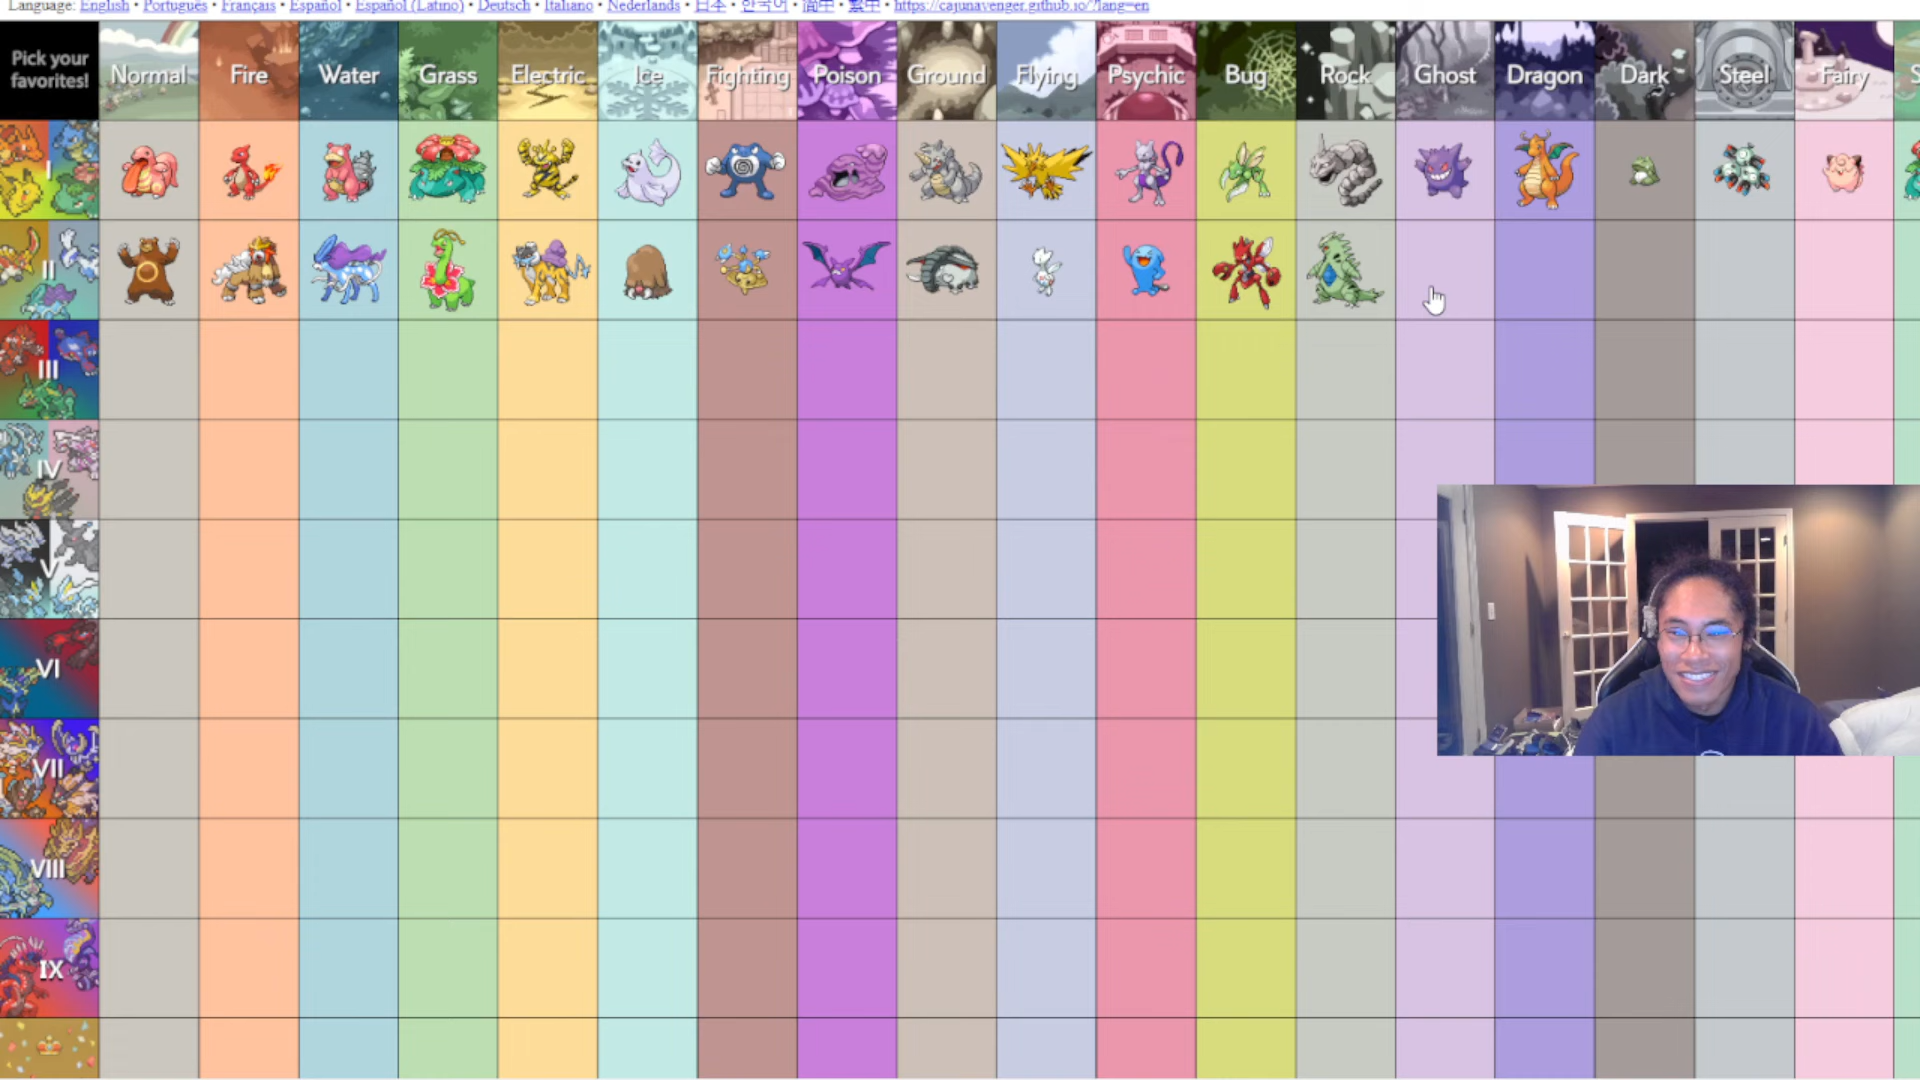 Language: English • Português • Français • Español • Español (Latino) • Deutsch • Italiano • Nederlands • 日本 • 한국어 • 简中 • 繁中 • https://cajunavenger.github.io/?lang=en
Pick your favorites! Normal Fire Water Grass Electric Ice Fighting Poison Ground Flying Psychic Bug Rock Ghost Dragon Dark Steel Fairy S
I
II
III
IV
V
VI
VII
VIII
IX